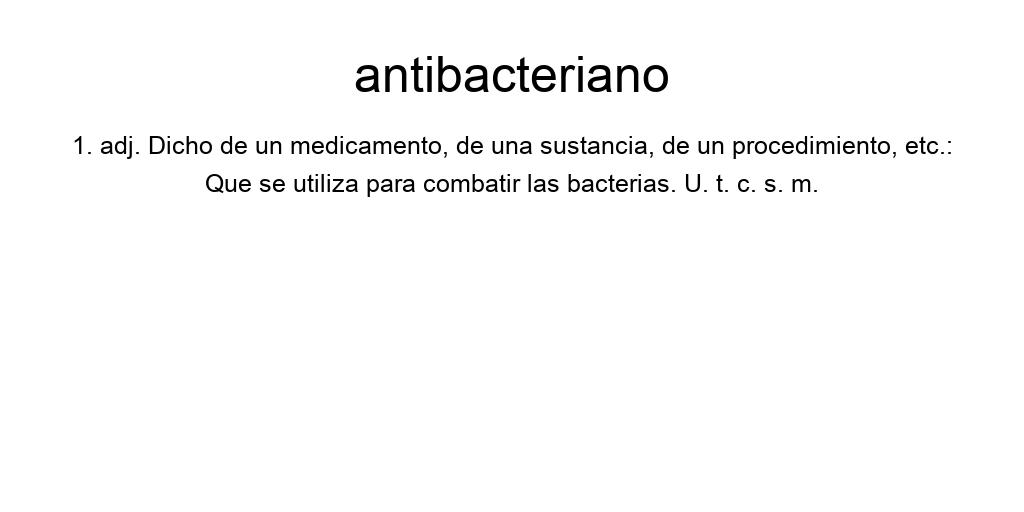 antibacteriano
1. adj. Dicho de un medicamento, de una sustancia, de un procedimiento, etc.:
Que se utiliza para combatir las bacterias. U. t. c. s. m.